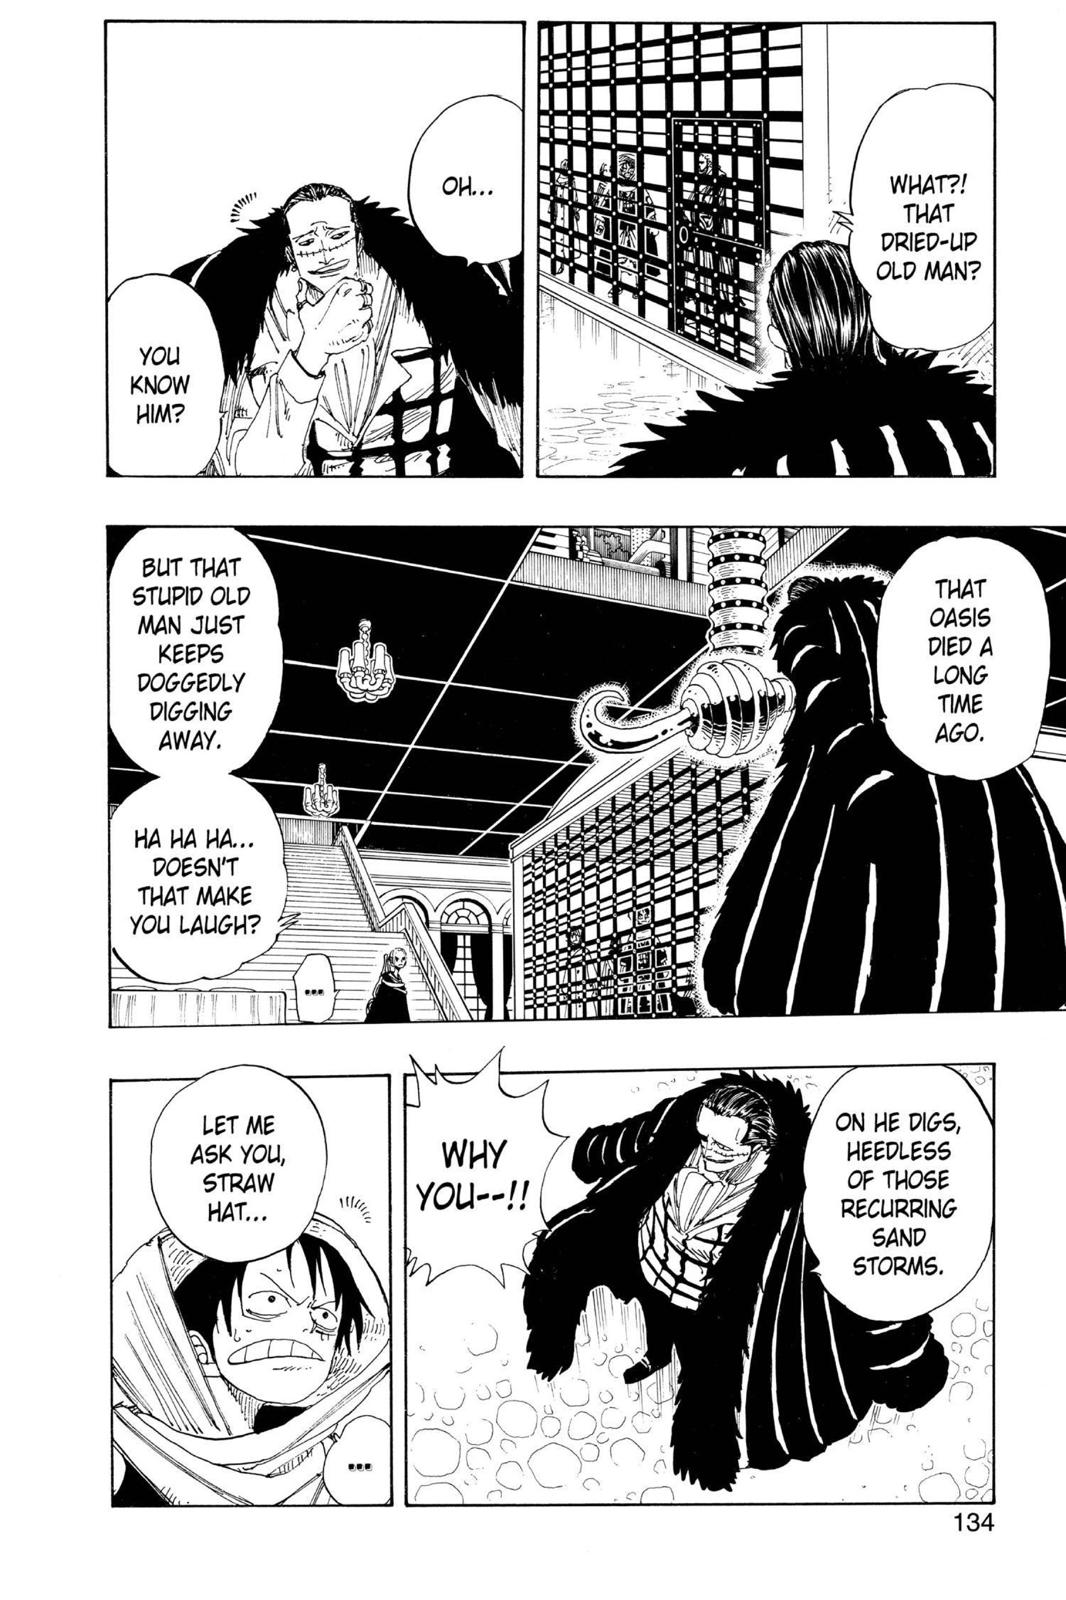 WHAT?!
THAT
DRIED-UP
OLD MAN?
OH...
YOU
KNOW
HIM?
THAT
OASIS
DIED A
LONG
TIME
AGO.
BUT THAT
STUPID OLD
MAN JUST
KEEPS
DOGGEDLY
DIGGING
AWAY.
HA HA HA...
DOESN'T
THAT MAKE
YOU LAUGH?
...
ON HE DIGS,
HEEDLESS
OF THOSE
RECURRING
SAND
STORMS.
WHY
YOU--!!
LET ME
ASK YOU,
STRAW
HAT...
...
134